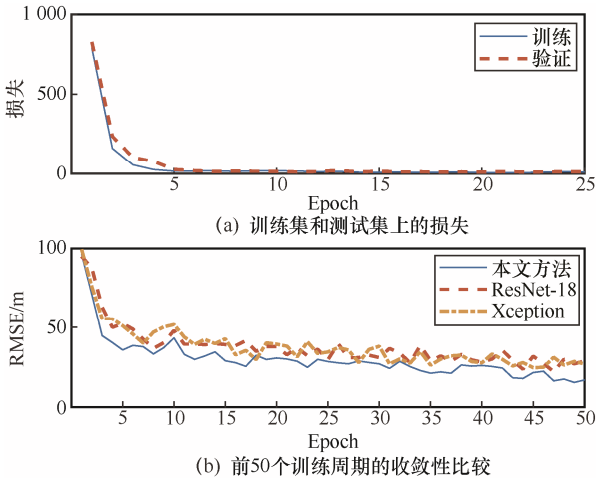 1 000
500
0
损失
训练
验证
5
10
15
20
25
Epoch
(a) 训练集和测试集上的损失
100
50
0
RMSE/m
本文方法
ResNet-18
Xception
5
10
15
20
25
30
35
40
45
50
Epoch
(b) 前50个训练周期的收敛性比较